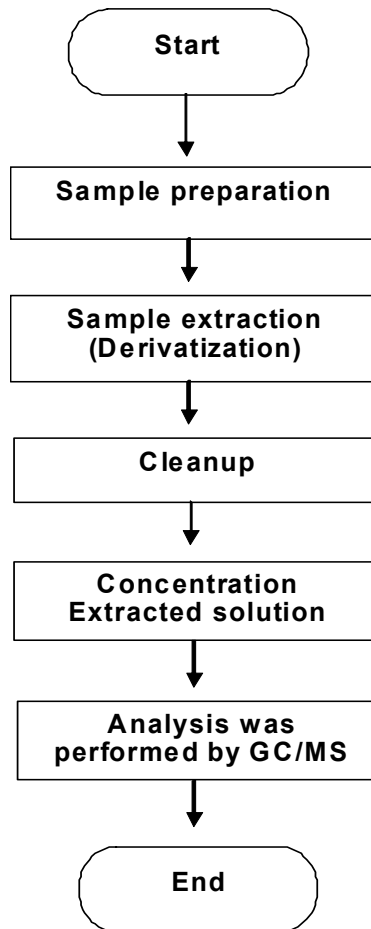 Start
Sample preparation
Sample extraction
(Derivatization)
Cleanup
Concentration
Extracted solution
Analysis was
performed by GC/MS
End